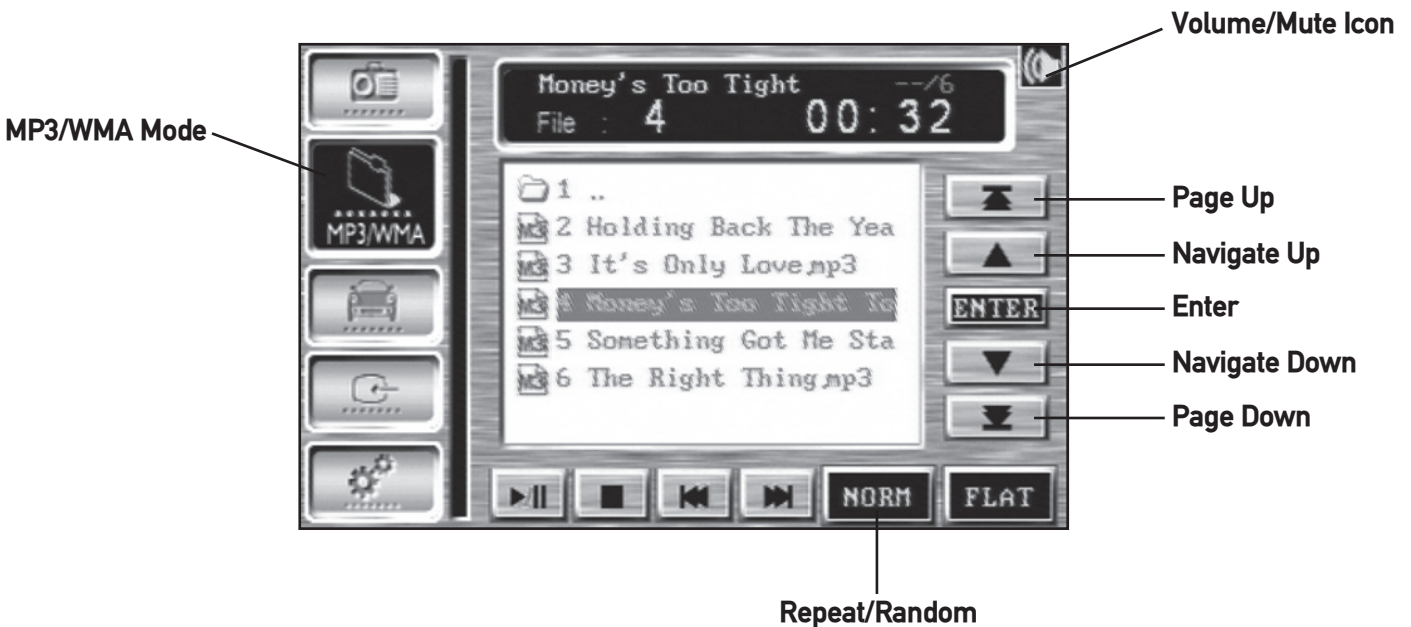 Volume/Mute Icon
Money's Too Tight --/6
File : 4 00:32
MP3/WMA Mode
MP3/WMA
1 ..
2 Holding Back The Yea
3 It's Only Love.mp3
4 Money's Too Tight To
5 Something Got Me Sta
6 The Right Thing.mp3
Page Up
Navigate Up
ENTER
Enter
Navigate Down
Page Down
NORM
FLAT
Repeat/Random